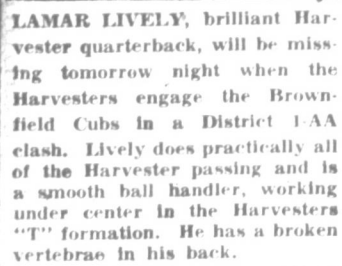 LAMAR LIVELY, brilliant Har-
vester quarterback, will be miss-
ing tomorrow night when the
Harvesters engage the Brown-
field Cubs in a District 1-AA
clash. Lively does practically all
of the Harvester passing and is
a smooth ball handler, working
under center in the Harvesters
"T" formation. He has a broken
vertebrae in his back.